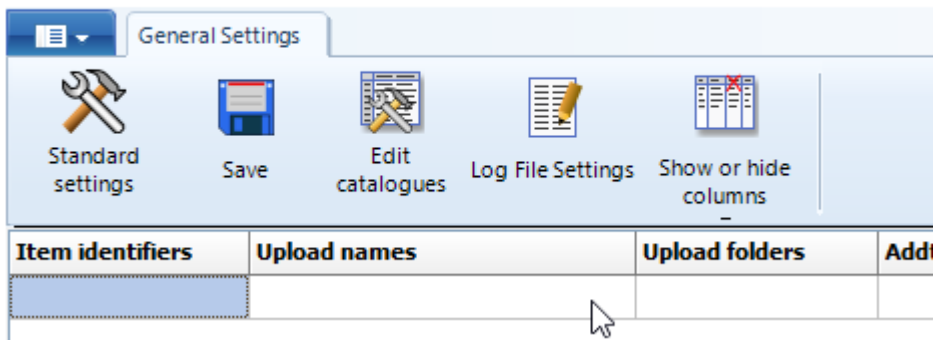 General Settings
Standard
settings
Save
Edit
catalogues
Log File Settings
Show or hide
columns
Item identifiers
Upload names
Upload folders